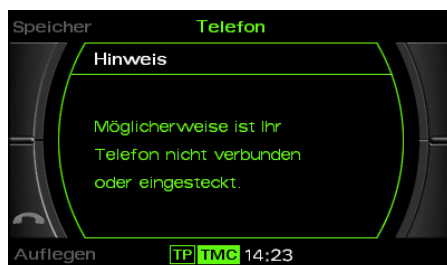 Speicher Telefon
Hinweis
Möglicherweise ist Ihr
Telefon nicht verbunden
oder eingesteckt.
Auflegen TP TMC 14:23